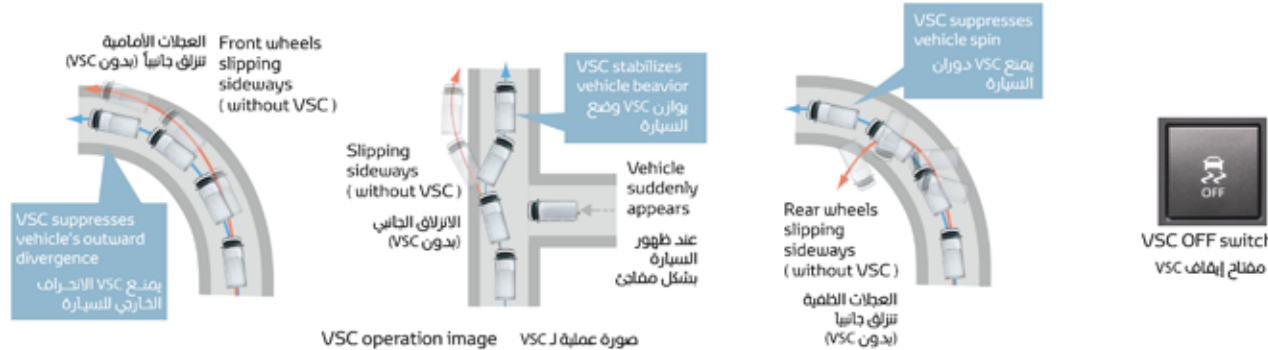 العجلات الأمامية
تنزلق جانبياً (بدون VSC)
Front wheels
slipping
sideways
( without VSC )
VSC suppresses
vehicle's outward
divergence
يمنـع VSC الانحـراف
الخارجي للسيارة
VSC stabilizes
vehicle beavior
يوازن VSC وضع
السيارة
Slipping
sideways
( without VSC )
الانزلاق الجانبي
(بدون VSC)
Vehicle
suddenly
appears
عند ظهور
السيارة
بشكل مفاجئ
VSC operation image
صورة عملية لـ VSC
VSC suppresses
vehicle spin
يمنع VSC دوران
السيارة
Rear wheels
slipping
sideways
( without VSC )
العجلات الخلفية
تنزلق جانبيا
(بدون VSC)
OFF
VSC OFF switch
مفتاح إيقاف VSC